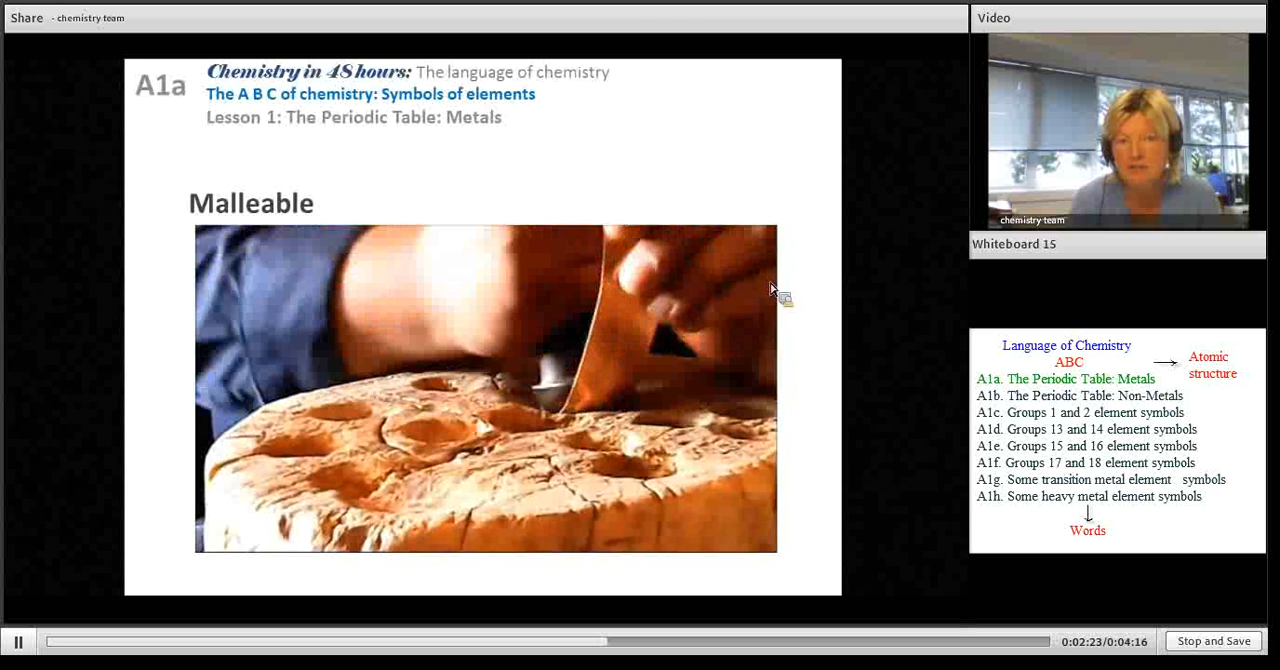 Share - chemistry team
Video
A1a
Chemistry in 48 hours: The language of chemistry
The A B C of chemistry: Symbols of elements
Lesson 1: The Periodic Table: Metals
Malleable
chemistry team
Whiteboard 15
Language of Chemistry
ABC
Atomic
structure
A1a. The Periodic Table: Metals
A1b. The Periodic Table: Non-Metals
A1c. Groups 1 and 2 element symbols
A1d. Groups 13 and 14 element symbols
A1e. Groups 15 and 16 element symbols
A1f. Groups 17 and 18 element symbols
A1g. Some transition metal element symbols
A1h. Some heavy metal element symbols
Words
0:02:23/0:04:16
Stop and Save